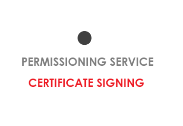 PERMISSIONING SERVICE
CERTIFICATE SIGNING